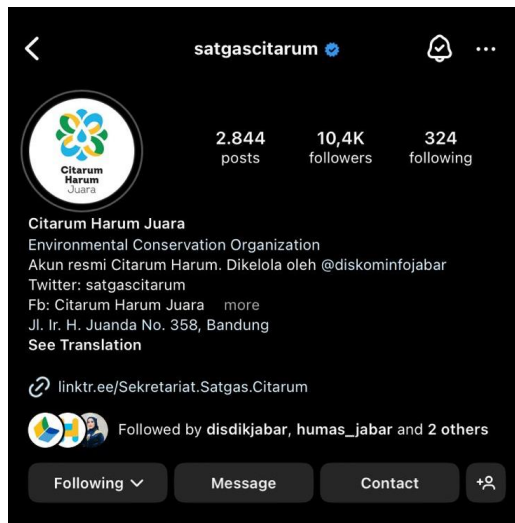 satgascitarum
2.844 10,4K 324
posts followers following
Citarum
Harum
Juara
Citarum Harum Juara
Environmental Conservation Organization
Akun resmi Citarum Harum. Dikelola oleh @diskominfojabar
Twitter: satgascitarum
Fb: Citarum Harum Juara more
Jl. Ir. H. Juanda No. 358, Bandung
See Translation
linktr.ee/Sekretariat.Satgas.Citarum
Followed by disdikjabar, humas_jabar and 2 others
Following Message Contact